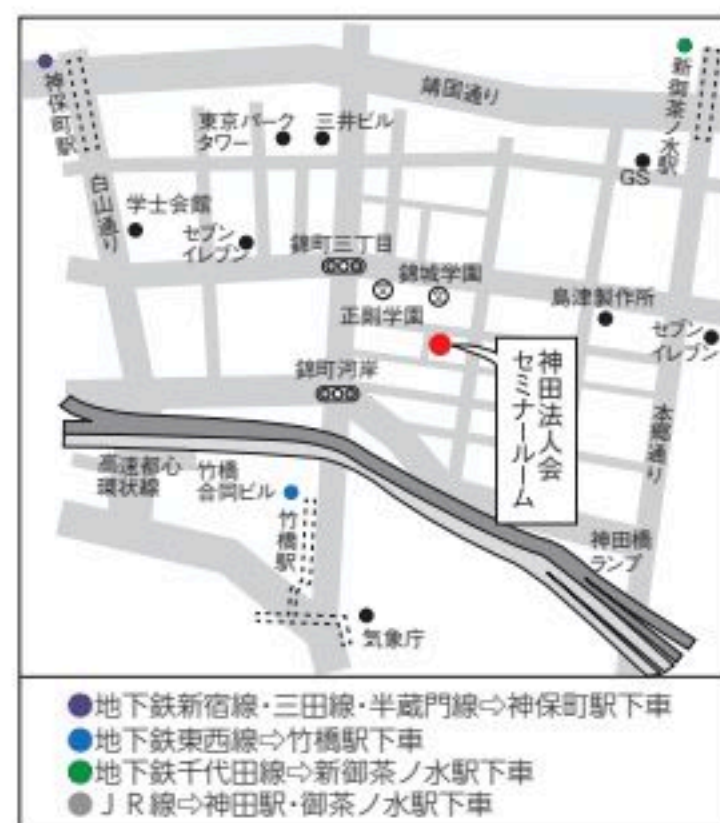 神保町駅
新御茶ノ水駅
靖国通り
東京パーク
タワー
三井ビル
GS
白山通り
学士会館
セブン
イレブン
錦町三丁目
錦城学園
正則学園
島津製作所
セブン
イレブン
錦町河岸
神田法人会
セミナールーム
本郷通り
高速都心
環状線
竹橋
合同ビル
竹橋駅
神田橋
ランプ
気象庁
●地下鉄新宿線・三田線・半蔵門線⇨神保町駅下車
●地下鉄東西線⇨竹橋駅下車
●地下鉄千代田線⇨新御茶ノ水駅下車
●JR線⇨神田駅・御茶ノ水駅下車